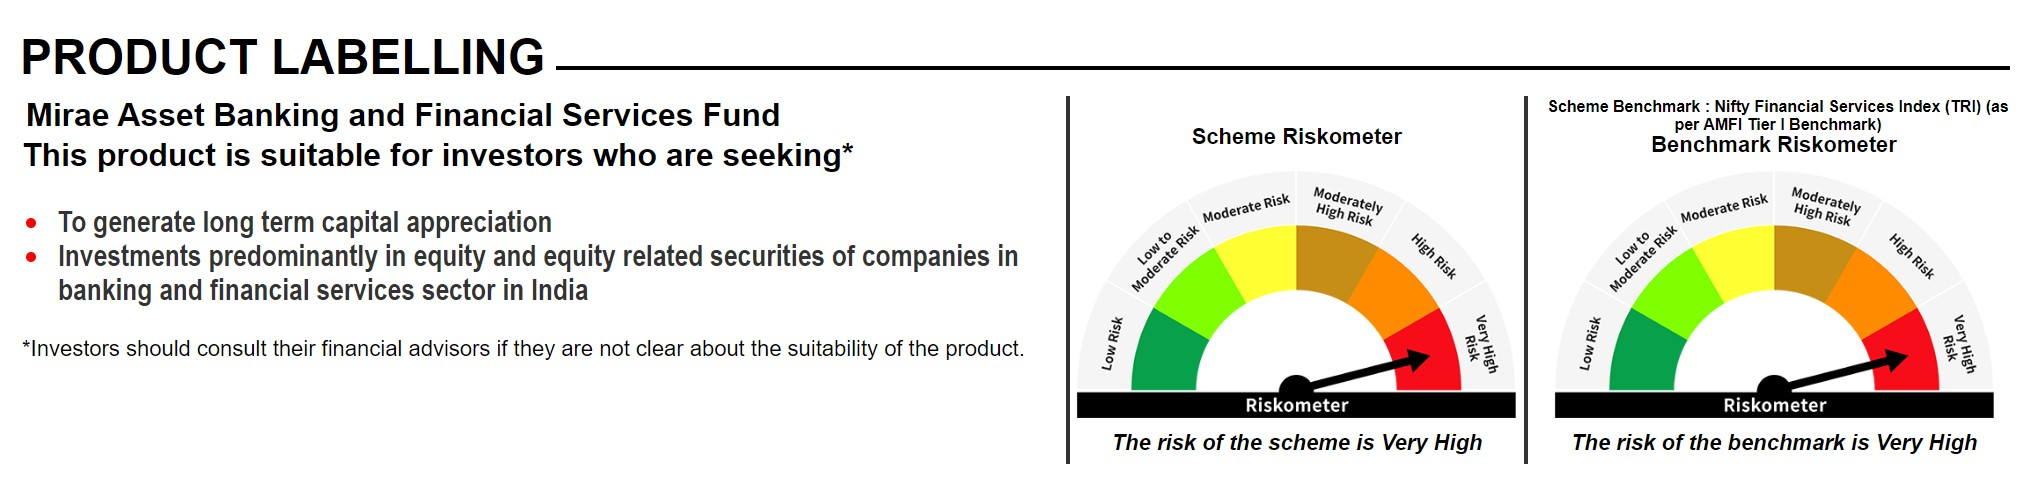 PRODUCT LABELLING
Mirae Asset Banking and Financial Services Fund
This product is suitable for investors who are seeking*
• To generate long term capital appreciation
• Investments predominantly in equity and equity related securities of companies in
banking and financial services sector in India
*Investors should consult their financial advisors if they are not clear about the suitability of the product.
Scheme Riskometer
Low Risk
Low to
Moderate Risk
Moderate Risk
Moderately
High Risk
High Risk
Very High
Risk
Riskometer
The risk of the scheme is Very High
Scheme Benchmark : Nifty Financial Services Index (TRI) (as
per AMFI Tier I Benchmark)
Benchmark Riskometer
Low Risk
Low to
Moderate Risk
Moderate Risk
Moderately
High Risk
High Risk
Very High
Risk
Riskometer
The risk of the benchmark is Very High